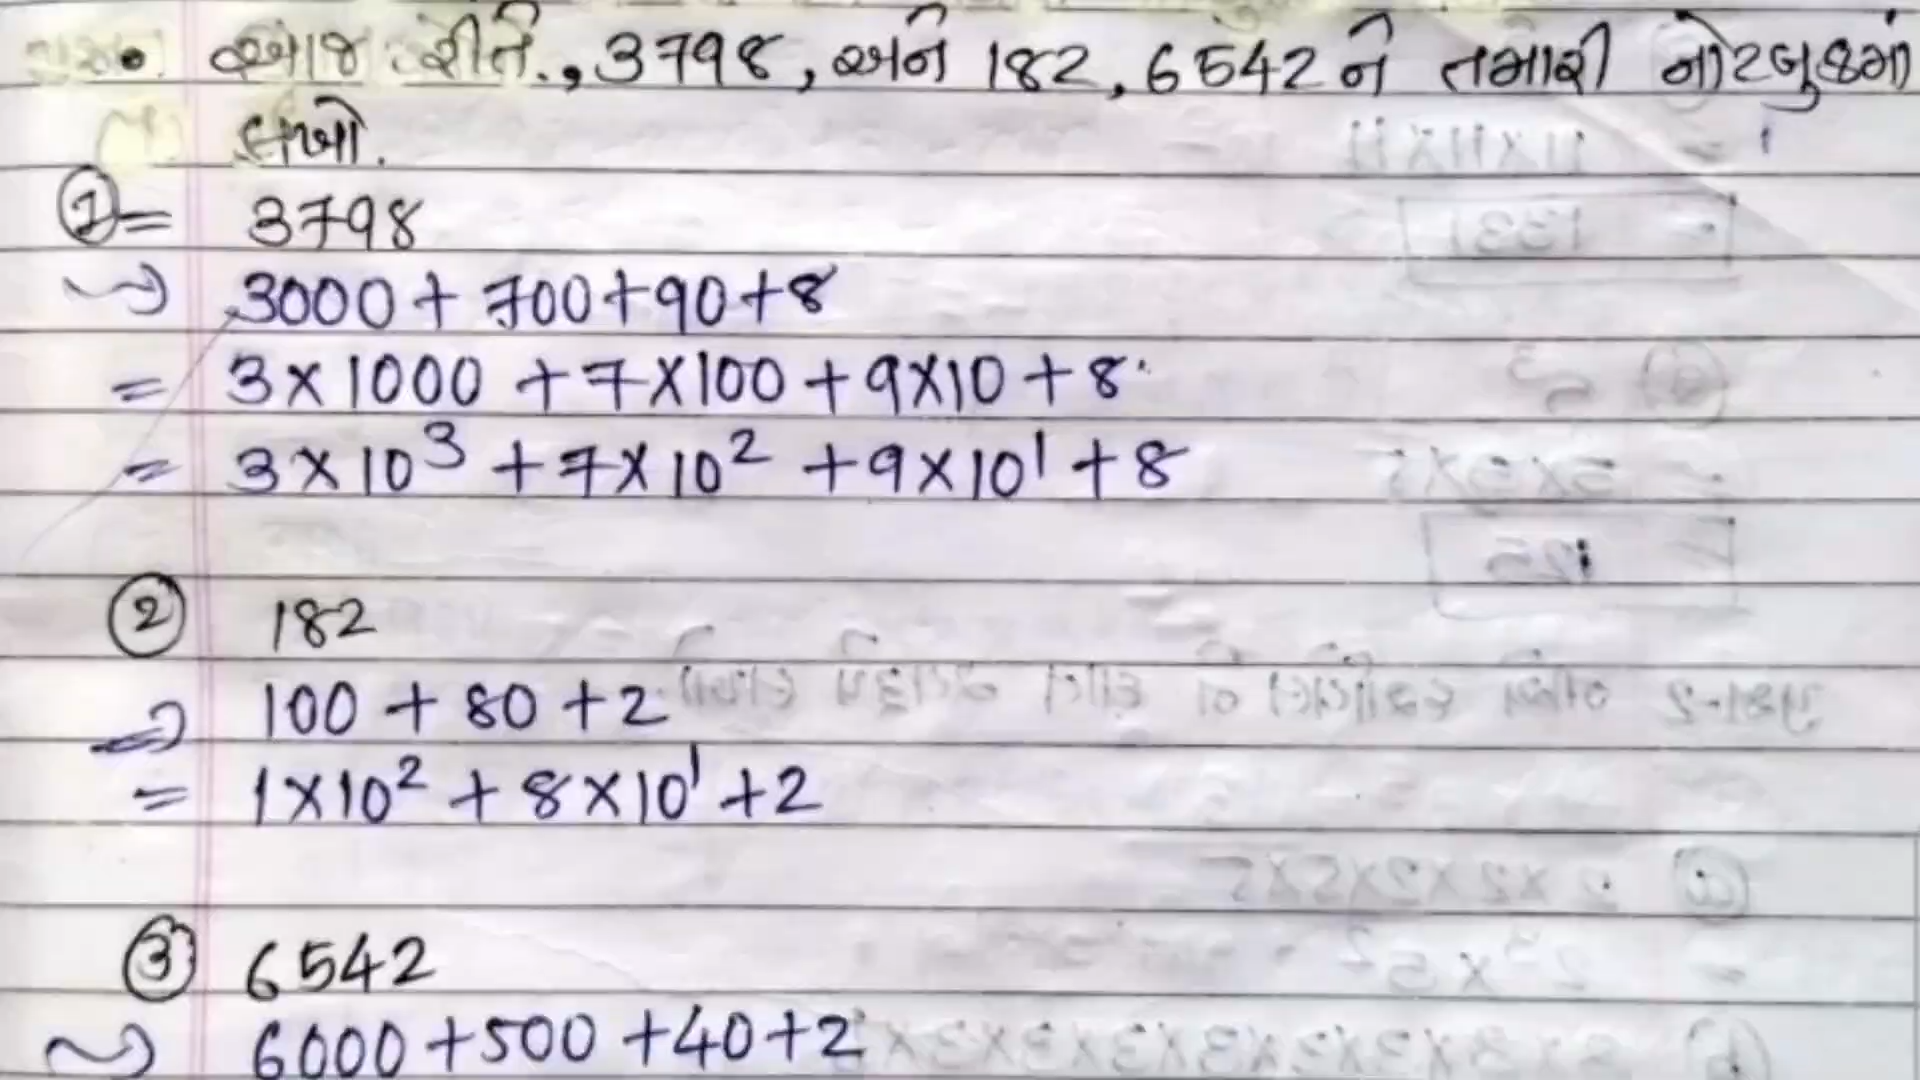 • આજ રીતે., 3798, અને 182, 6542 ને તમારી નોટબુકમાં
લખો.
① = 3798
→ 3000 + 700 + 90 + 8
= 3 × 1000 + 7 × 100 + 9 × 10 + 8
= 3 × 10³ + 7 × 10² + 9 × 10¹ + 8
② 182
⇒ 100 + 80 + 2
= 1 × 10² + 8 × 10¹ + 2
③ 6542
→ 6000 + 500 + 40 + 2